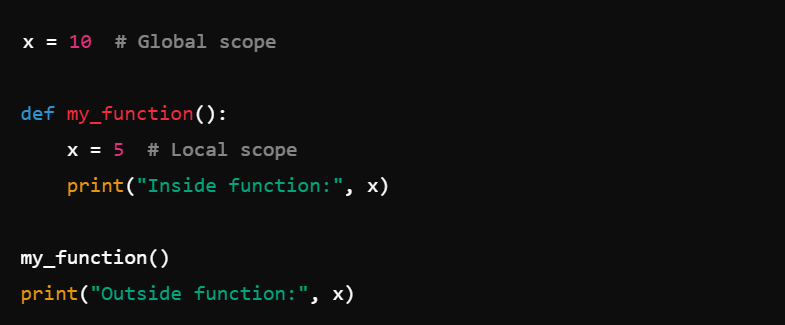 x = 10  # Global scope
def my_function():
    x = 5  # Local scope
    print("Inside function:", x)
my_function()
print("Outside function:", x)